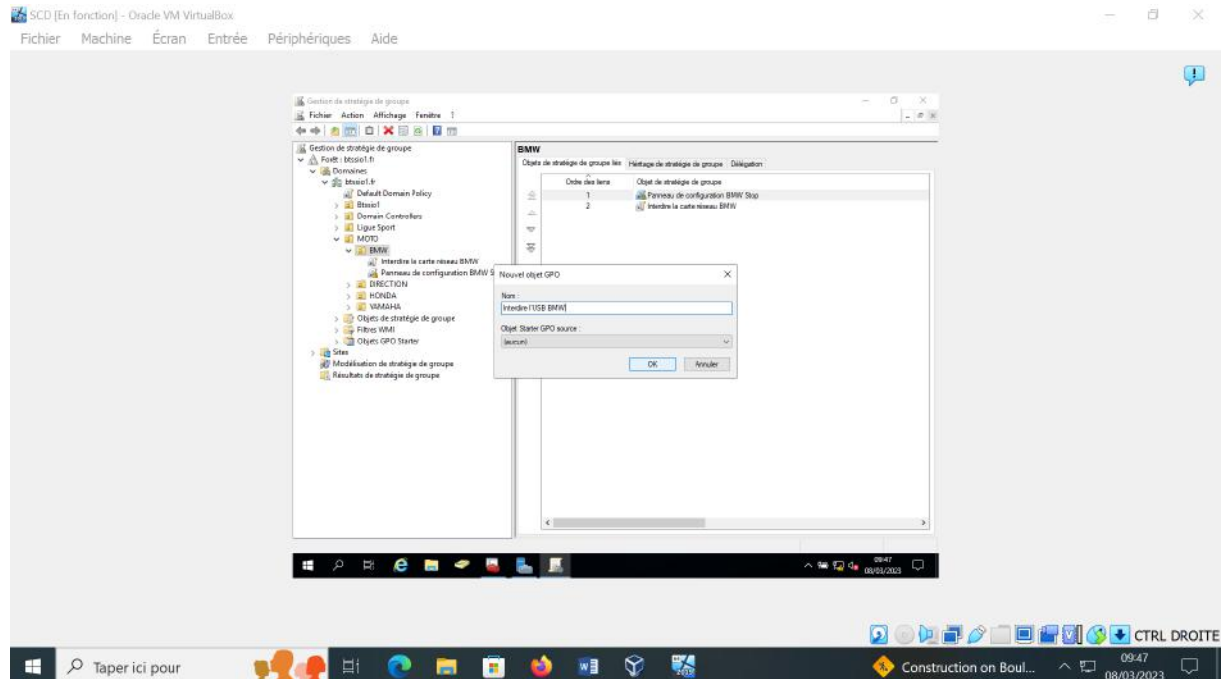 SCD [En fonction] - Oracle VM VirtualBox
Fichier Machine Écran Entrée Périphériques Aide
Gestion de stratégie de groupe
Fichier Action Affichage Fenêtre ?
Gestion de stratégie de groupe
Forêt : btssio1.fr
Domaines
btssio1.fr
Default Domain Policy
Btssio1
Domain Controllers
Ligue Sport
MOTO
BMW
Interdire la carte réseau BMW
Panneau de configuration BMW S
DIRECTION
HONDA
YAMAHA
Objets de stratégie de groupe
Filtres WMI
Objets GPO Starter
Sites
Modélisation de stratégie de groupe
Résultats de stratégie de groupe
BMW
Objets de stratégie de groupe liés Héritage de stratégie de groupe Délégation
Ordre des liens Objet de stratégie de groupe
1 Panneau de configuration BMW Stop
2 Interdire la carte réseau BMW
Nouvel objet GPO
Nom :
Interdire l'USB BMW
Objet Starter GPO source :
(aucun)
OK Annuler
09:47
08/03/2023
CTRL DROITE
Taper ici pour
Construction on Boul...
09:47
08/03/2023